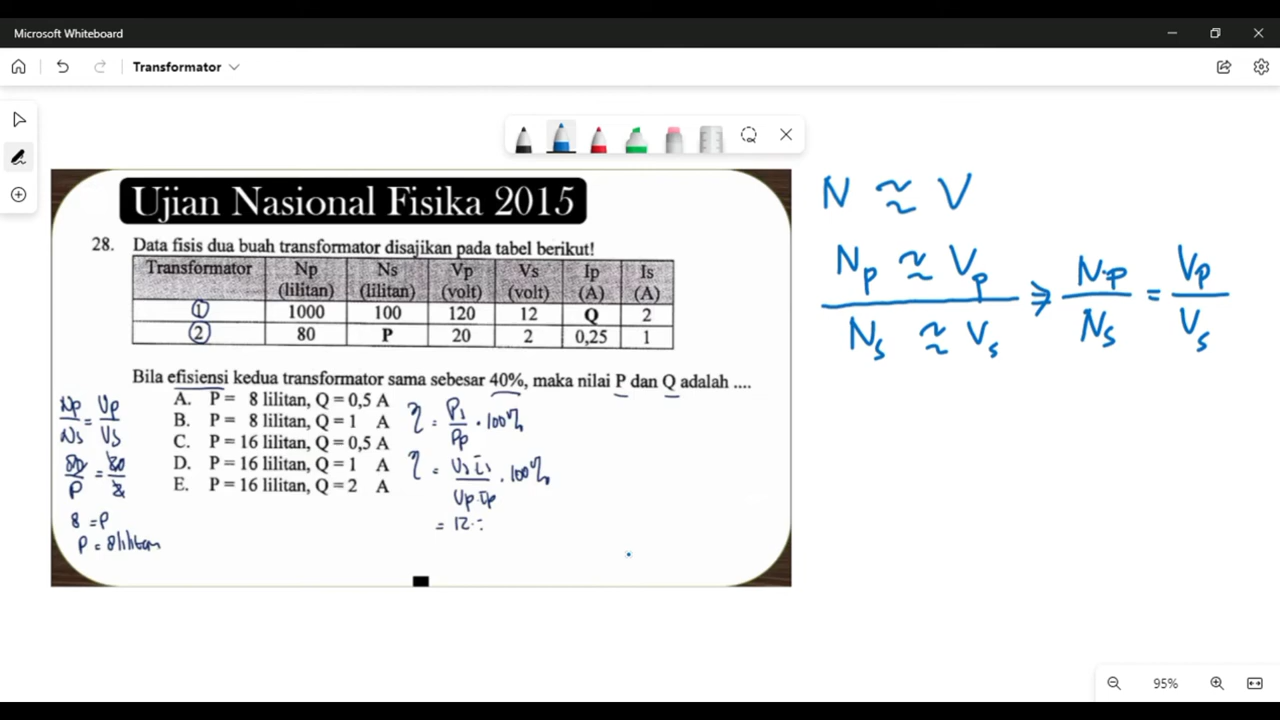 Microsoft Whiteboard
Transformator
Ujian Nasional Fisika 2015
28. Data fisis dua buah transformator disajikan pada tabel berikut!
Transformator Np (lilitan) Ns (lilitan) Vp (volt) Vs (volt) Ip (A) Is (A)
① 1000 100 120 12 Q 2
② 80 P 20 2 0,25 1
Bila efisiensi kedua transformator sama sebesar 40%, maka nilai P dan Q adalah ....
A. P = 8 lilitan, Q = 0,5 A
B. P = 8 lilitan, Q = 1 A
C. P = 16 lilitan, Q = 0,5 A
D. P = 16 lilitan, Q = 1 A
E. P = 16 lilitan, Q = 2 A
Np/Ns = Vp/Vs
80/P = 20/2
8 = P
P = 8 lilitan
η = Ps/Pp . 100%
η = Vs Is/Vp . Ip . 100%
= 12 .
N ≈ V
Np ≈ Vp
Ns ≈ Vs
⇒ Np/Ns = Vp/Vs
95%